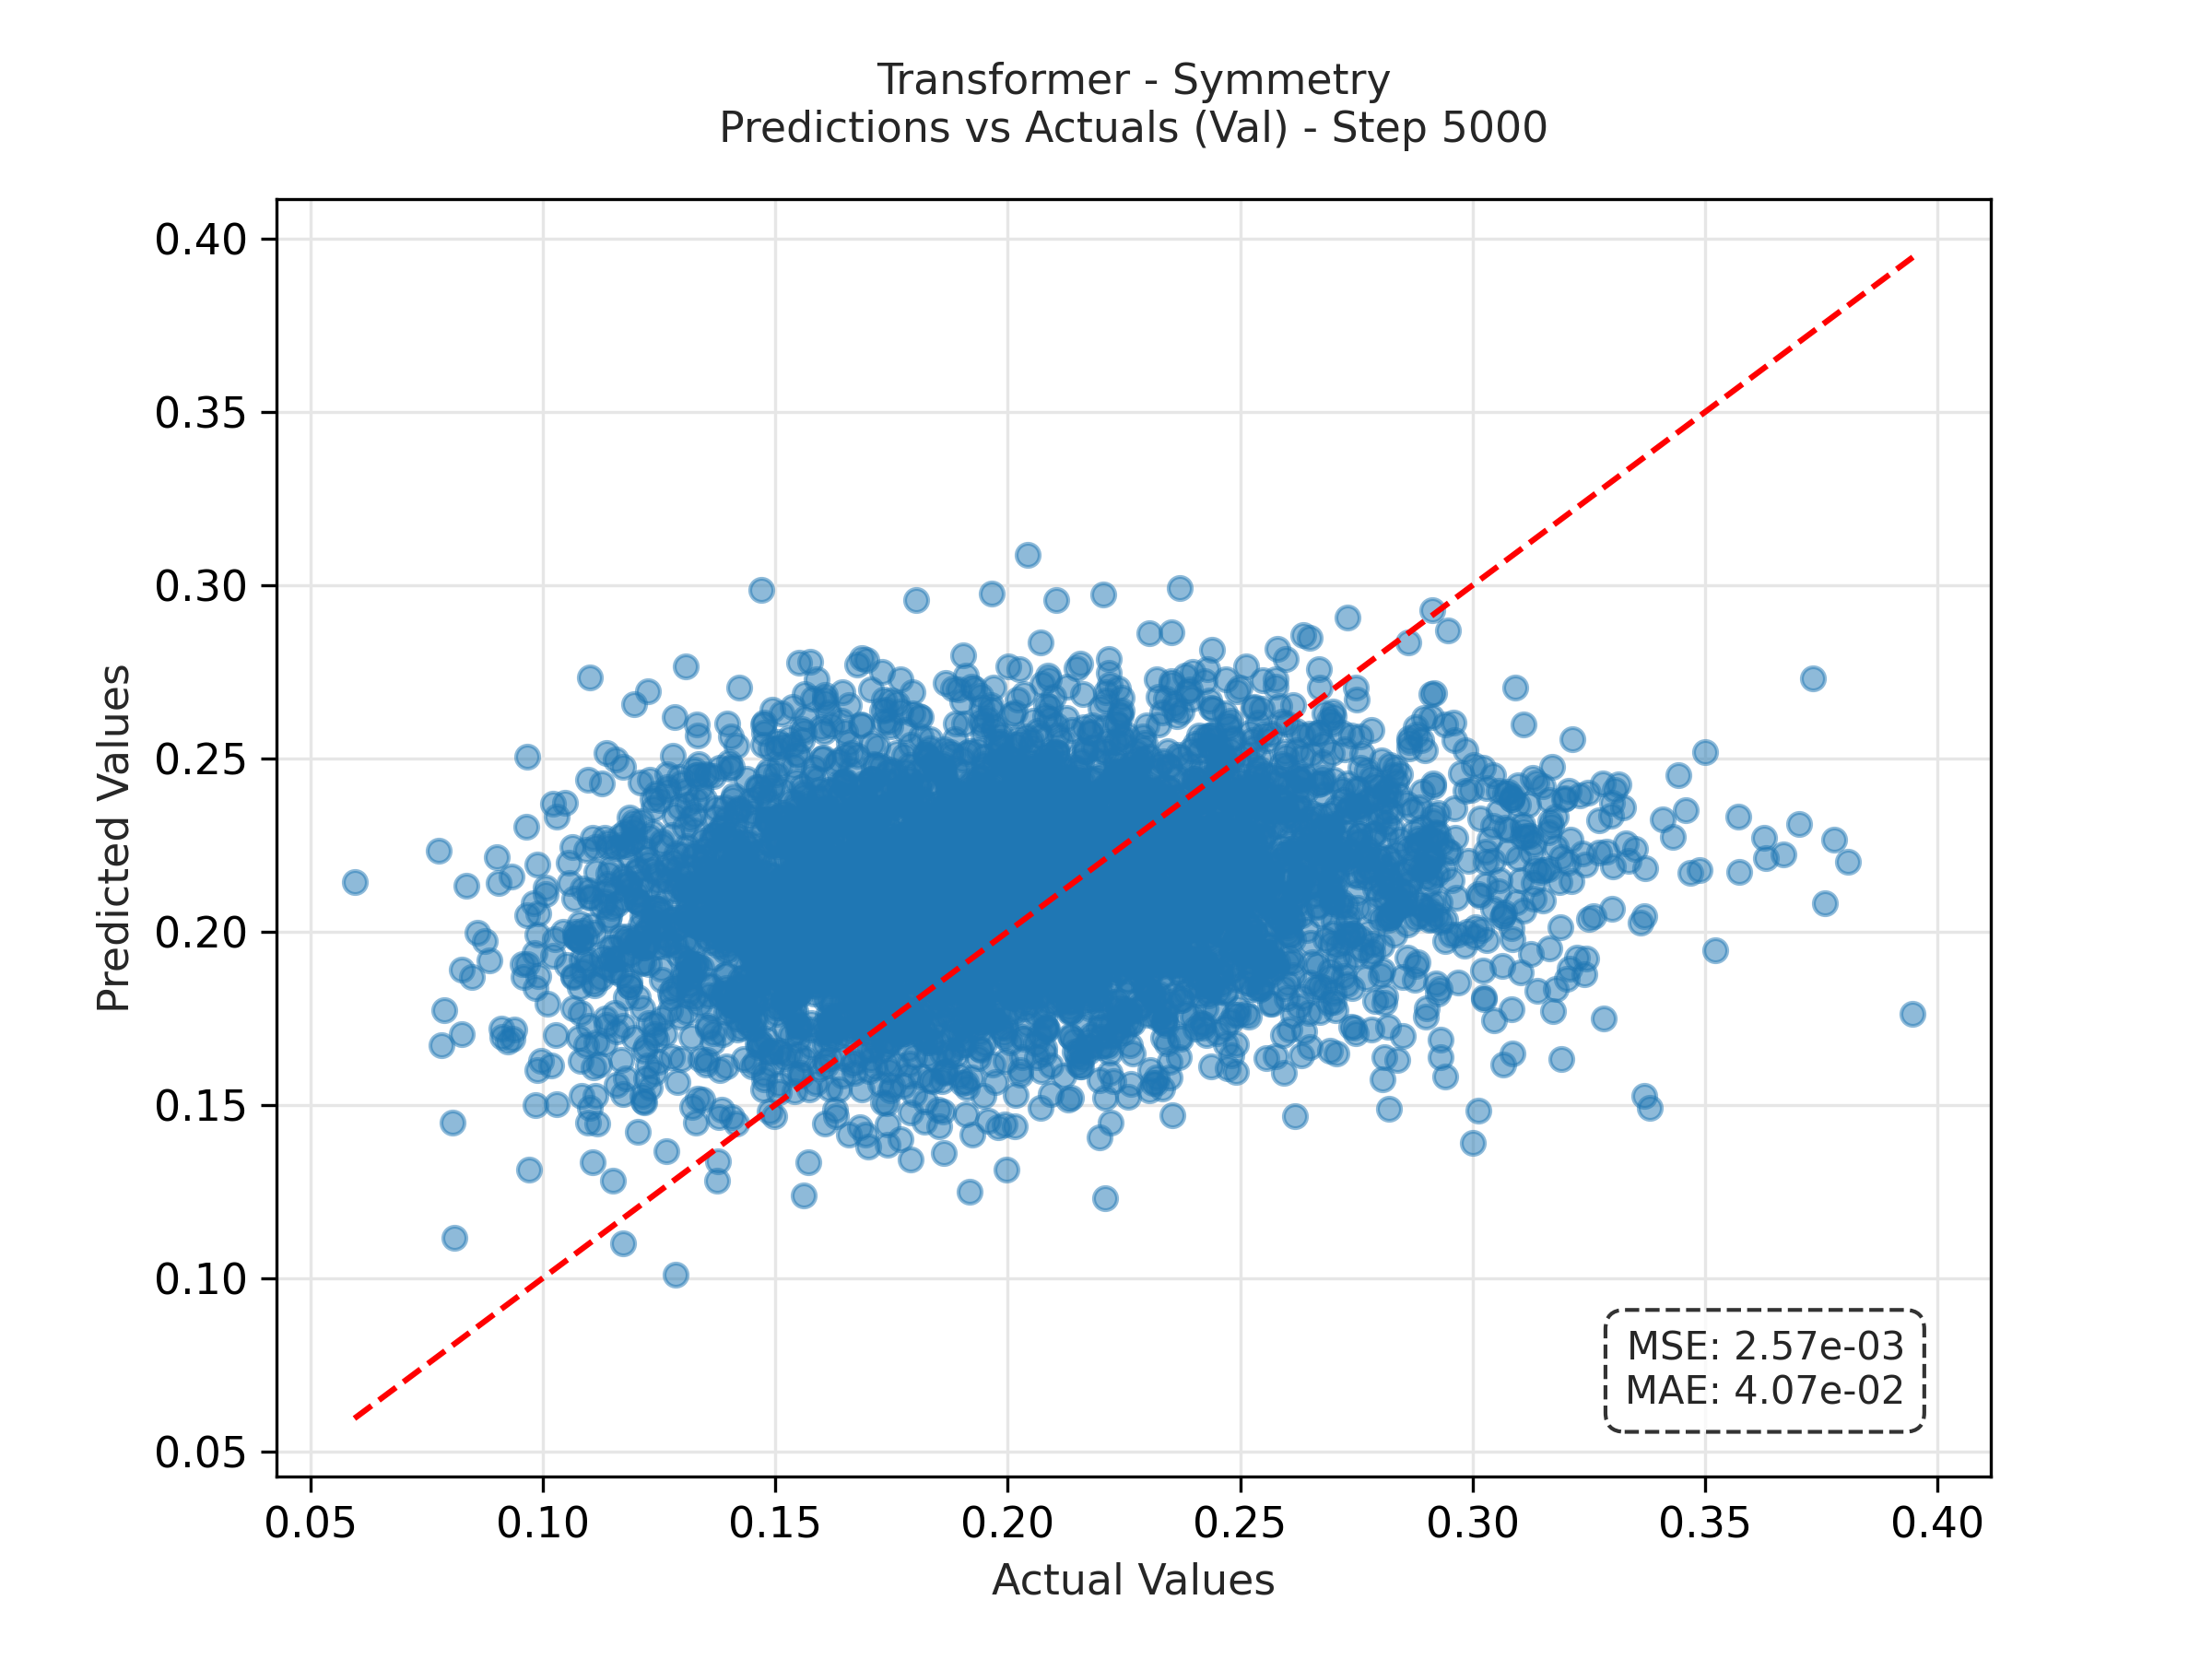 Transformer - Symmetry
Predictions vs Actuals (Val) - Step 5000
Predicted Values
0.40
0.35
0.30
0.25
0.20
0.15
0.10
0.05
MSE: 2.57e-03
MAE: 4.07e-02
0.05 0.10 0.15 0.20 0.25 0.30 0.35 0.40
Actual Values